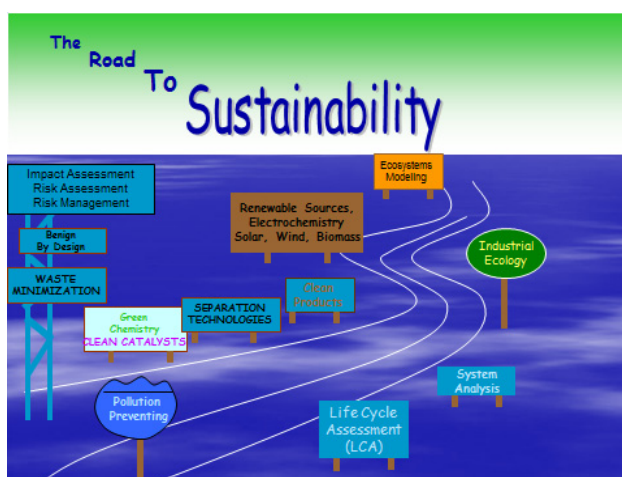 The
Road
To
Sustainability
Ecosystems
Modeling
Impact Assessment
Risk Assessment
Risk Management
Renewable Sources,
Electrochemistry
Solar, Wind, Biomass
Benign
By Design
Industrial
Ecology
WASTE
MINIMIZATION
Clean
Products
SEPARATION
TECHNOLOGIES
Green
Chemistry
CLEAN CATALYSTS
System
Analysis
Pollution
Preventing
Life Cycle
Assessment
(LCA)